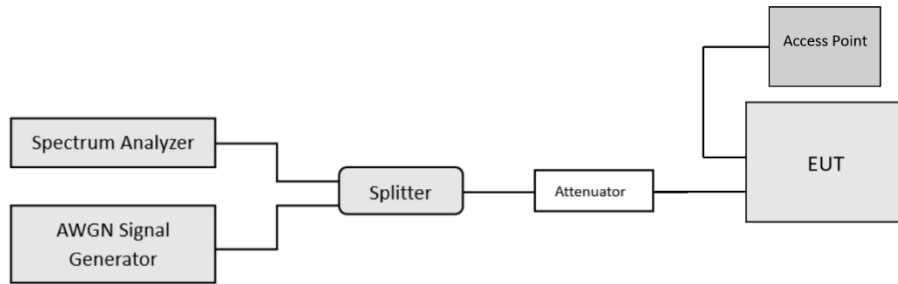 Access Point
Spectrum Analyzer
EUT
Splitter
Attenuator
AWGN Signal
Generator